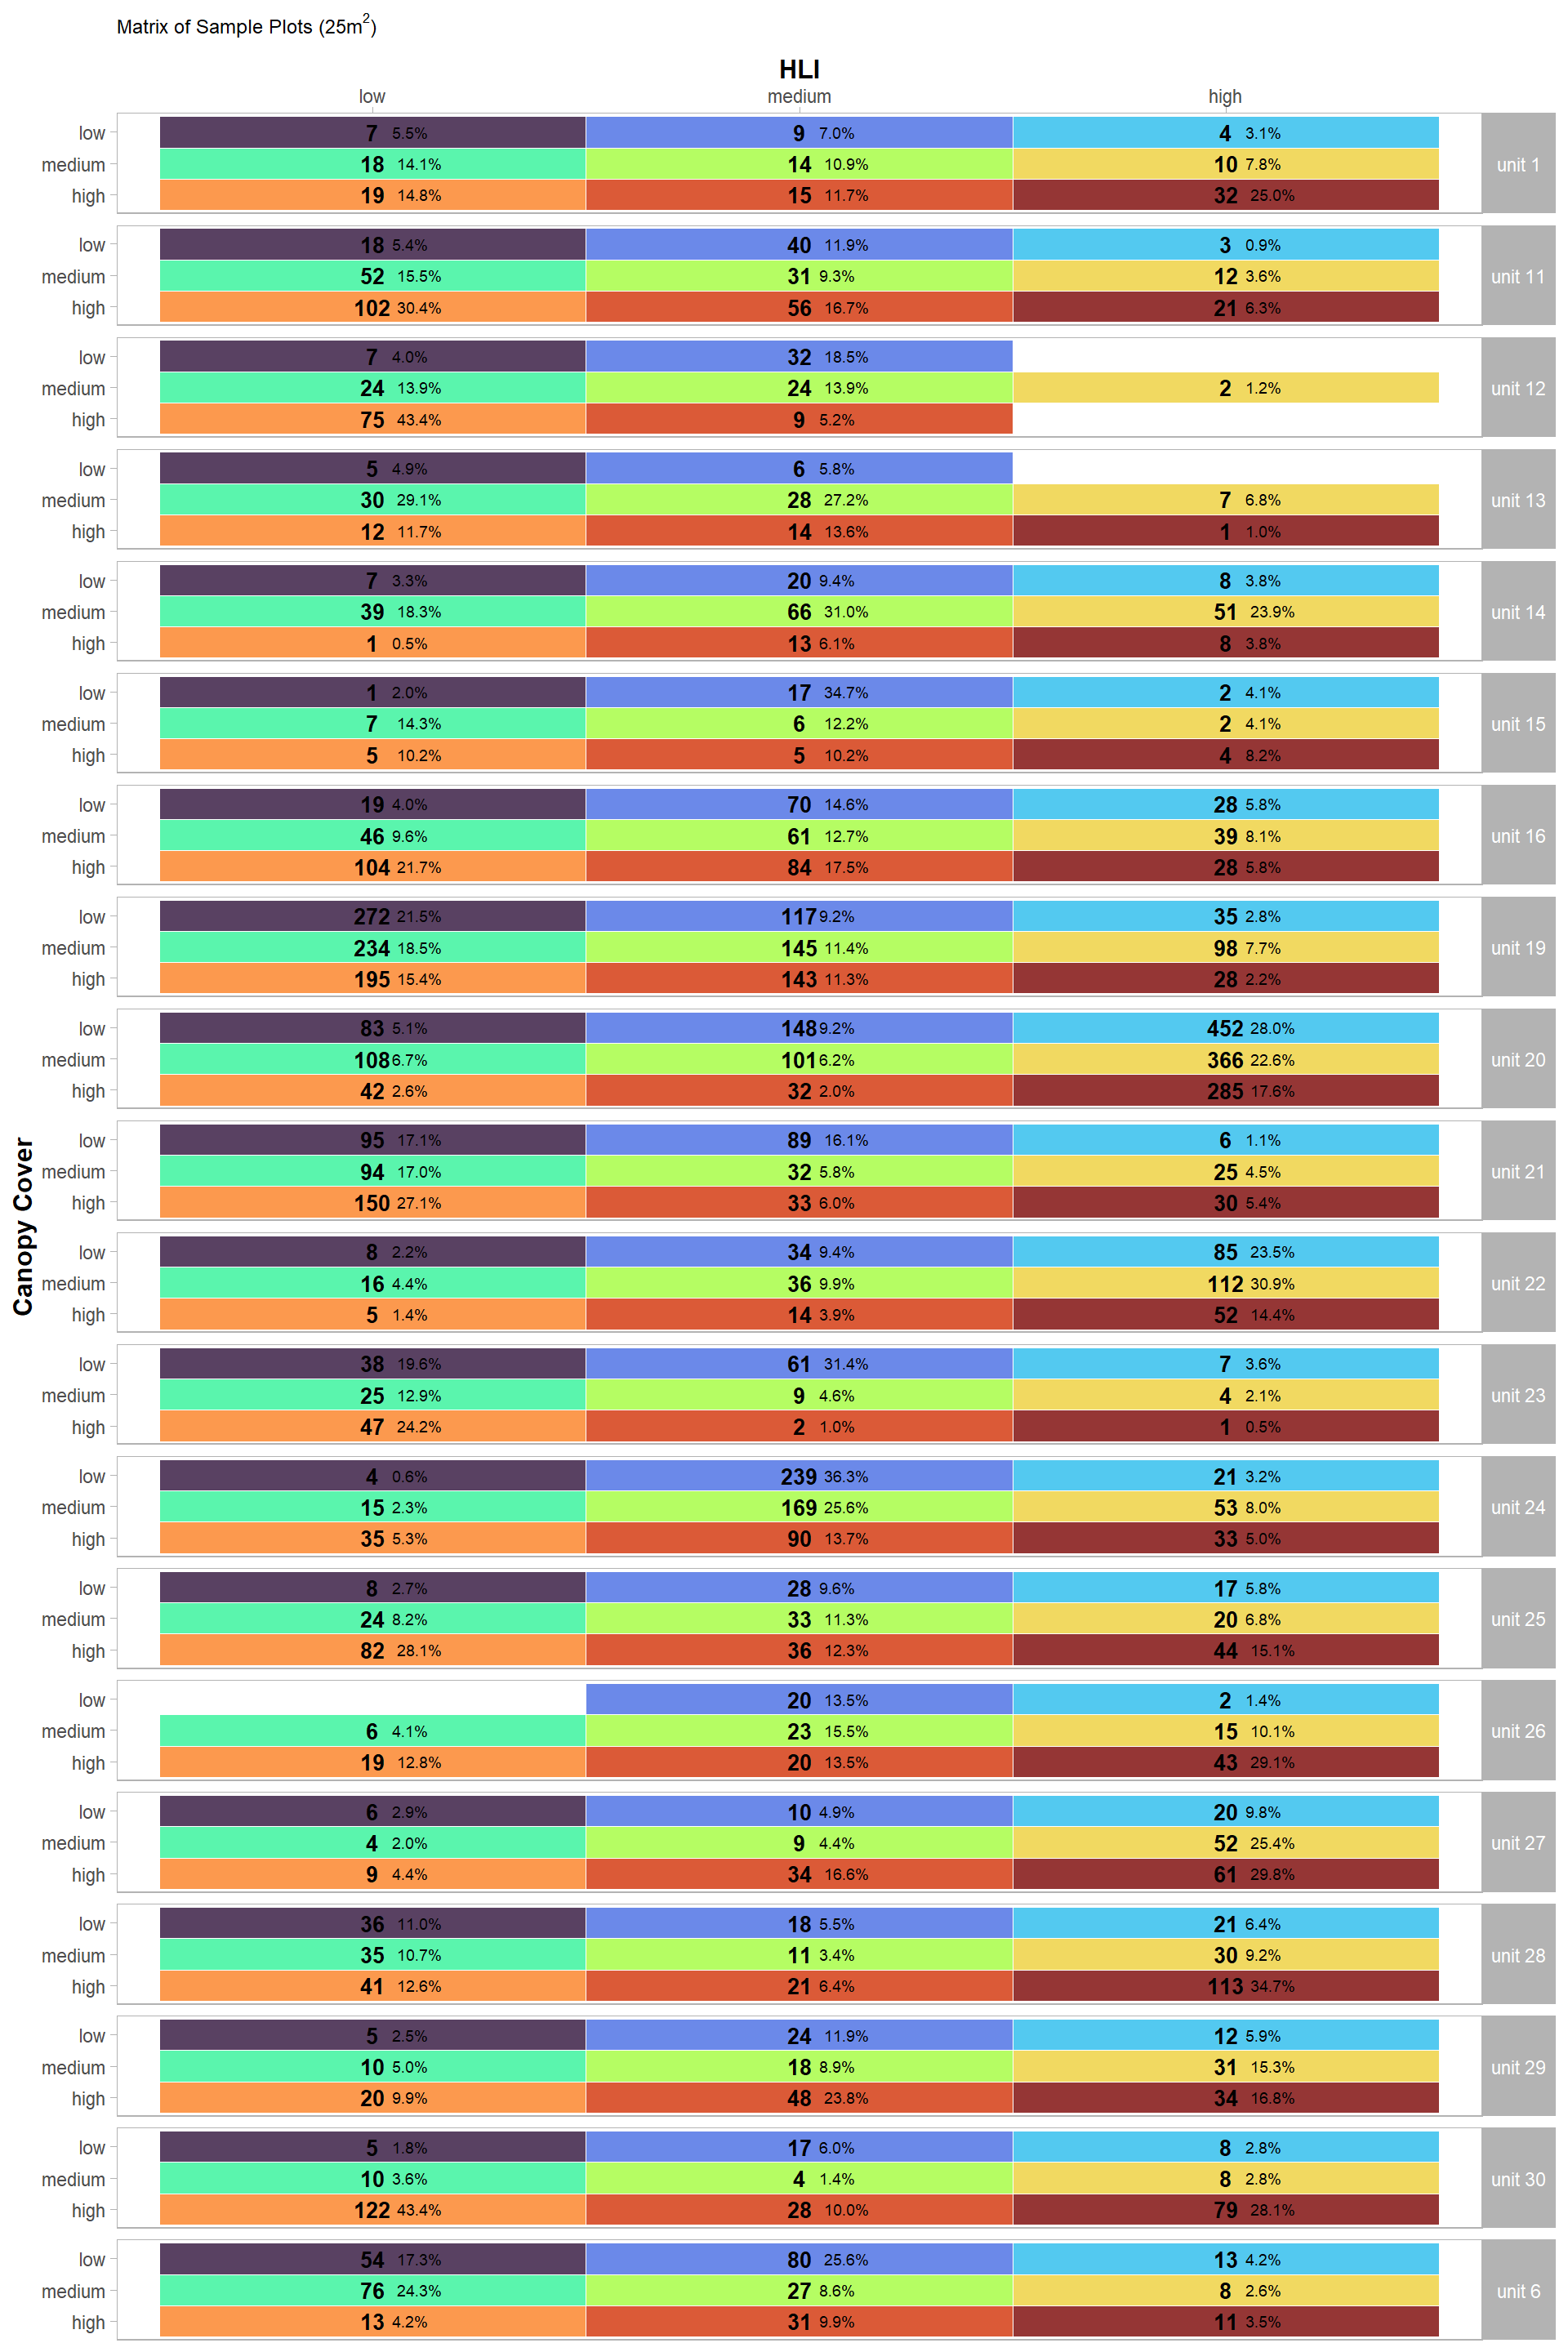 Matrix of Sample Plots (25m²)
HLI
low medium high
Canopy Cover
low 7 5.5% 9 7.0% 4 3.1%
medium 18 14.1% 14 10.9% 10 7.8% unit 1
high 19 14.8% 15 11.7% 32 25.0%
low 18 5.4% 40 11.9% 3 0.9%
medium 52 15.5% 31 9.3% 12 3.6% unit 11
high 102 30.4% 56 16.7% 21 6.3%
low 7 4.0% 32 18.5%
medium 24 13.9% 24 13.9% 2 1.2% unit 12
high 75 43.4% 9 5.2%
low 5 4.9% 6 5.8%
medium 30 29.1% 28 27.2% 7 6.8% unit 13
high 12 11.7% 14 13.6% 1 1.0%
low 7 3.3% 20 9.4% 8 3.8%
medium 39 18.3% 66 31.0% 51 23.9% unit 14
high 1 0.5% 13 6.1% 8 3.8%
low 1 2.0% 17 34.7% 2 4.1%
medium 7 14.3% 6 12.2% 2 4.1% unit 15
high 5 10.2% 5 10.2% 4 8.2%
low 19 4.0% 70 14.6% 28 5.8%
medium 46 9.6% 61 12.7% 39 8.1% unit 16
high 104 21.7% 84 17.5% 28 5.8%
low 272 21.5% 117 9.2% 35 2.8%
medium 234 18.5% 145 11.4% 98 7.7% unit 19
high 195 15.4% 143 11.3% 28 2.2%
low 83 5.1% 148 9.2% 452 28.0%
medium 108 6.7% 101 6.2% 366 22.6% unit 20
high 42 2.6% 32 2.0% 285 17.6%
low 95 17.1% 89 16.1% 6 1.1%
medium 94 17.0% 32 5.8% 25 4.5% unit 21
high 150 27.1% 33 6.0% 30 5.4%
low 8 2.2% 34 9.4% 85 23.5%
medium 16 4.4% 36 9.9% 112 30.9% unit 22
high 5 1.4% 14 3.9% 52 14.4%
low 38 19.6% 61 31.4% 7 3.6%
medium 25 12.9% 9 4.6% 4 2.1% unit 23
high 47 24.2% 2 1.0% 1 0.5%
low 4 0.6% 239 36.3% 21 3.2%
medium 15 2.3% 169 25.6% 53 8.0% unit 24
high 35 5.3% 90 13.7% 33 5.0%
low 8 2.7% 28 9.6% 17 5.8%
medium 24 8.2% 33 11.3% 20 6.8% unit 25
high 82 28.1% 36 12.3% 44 15.1%
low 20 13.5% 2 1.4%
medium 6 4.1% 23 15.5% 15 10.1% unit 26
high 19 12.8% 20 13.5% 43 29.1%
low 6 2.9% 10 4.9% 20 9.8%
medium 4 2.0% 9 4.4% 52 25.4% unit 27
high 9 4.4% 34 16.6% 61 29.8%
low 36 11.0% 18 5.5% 21 6.4%
medium 35 10.7% 11 3.4% 30 9.2% unit 28
high 41 12.6% 21 6.4% 113 34.7%
low 5 2.5% 24 11.9% 12 5.9%
medium 10 5.0% 18 8.9% 31 15.3% unit 29
high 20 9.9% 48 23.8% 34 16.8%
low 5 1.8% 17 6.0% 8 2.8%
medium 10 3.6% 4 1.4% 8 2.8% unit 30
high 122 43.4% 28 10.0% 79 28.1%
low 54 17.3% 80 25.6% 13 4.2%
medium 76 24.3% 27 8.6% 8 2.6% unit 6
high 13 4.2% 31 9.9% 11 3.5%